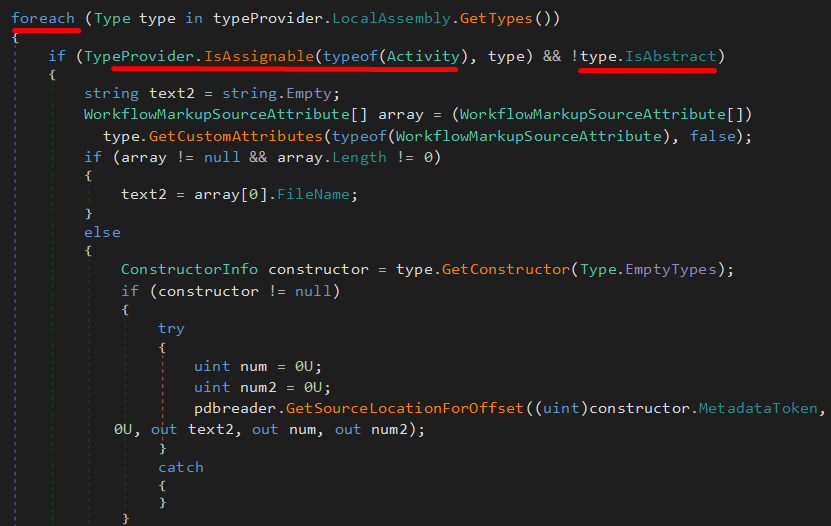 foreach (Type type in typeProvider.LocalAssembly.GetTypes())
{
if (TypeProvider.IsAssignable(typeof(Activity), type) && !type.IsAbstract)
{
string text2 = string.Empty;
WorkflowMarkupSourceAttribute[] array = (WorkflowMarkupSourceAttribute[])
type.GetCustomAttributes(typeof(WorkflowMarkupSourceAttribute), false);
if (array != null && array.Length != 0)
{
text2 = array[0].FileName;
}
else
{
ConstructorInfo constructor = type.GetConstructor(Type.EmptyTypes);
if (constructor != null)
{
try
{
uint num = 0U;
uint num2 = 0U;
pdbreader.GetSourceLocationForOffset((uint)constructor.MetadataToken,
0U, out text2, out num, out num2);
}
catch
{
}
}